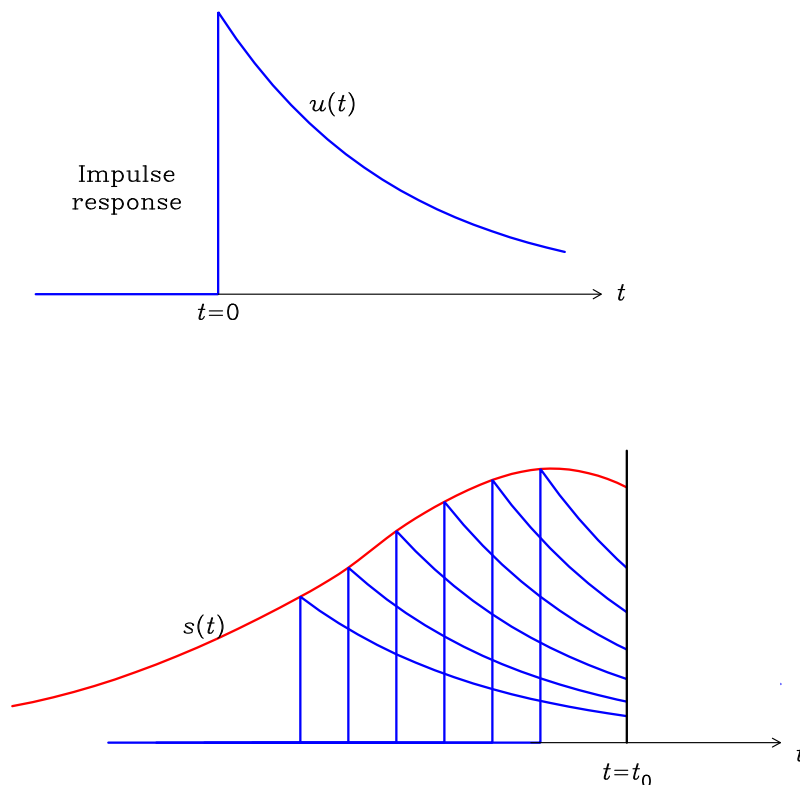 u(t)
Impulse
response
t
t=0
s(t)
t
t=t₀